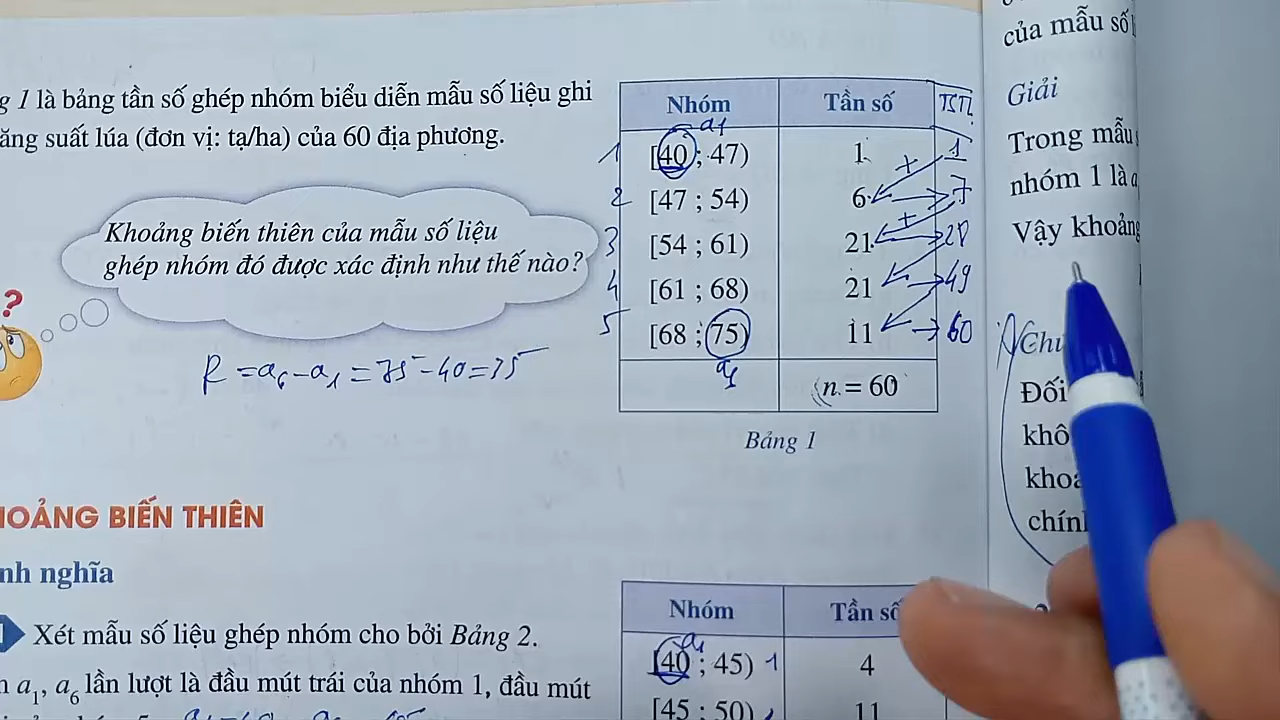 g 1 là bảng tần số ghép nhóm biểu diễn mẫu số liệu ghi
ăng suất lúa (đơn vị: tạ/ha) của 60 địa phương.
Khoảng biến thiên của mẫu số liệu
ghép nhóm đó được xác định như thế nào?
?
R = a6 - a1 = 75 - 40 = 35
Nhóm Tần số TSTL
a1
1 [40 ; 47) 1 1
2 [47 ; 54) 6 + 7
3 [54 ; 61) 21 + 28
4 [61 ; 68) 21 49
5 [68 ; 75) 11 60
n = 60
Bảng 1
OẢNG BIẾN THIÊN
nh nghĩa
Xét mẫu số liệu ghép nhóm cho bởi Bảng 2.
a1, a6 lần lượt là đầu mút trái của nhóm 1, đầu mút
Nhóm Tần số
a1
[40 ; 45) 1 4
[45 ; 50) 11
của mẫu số
Giải
Trong mẫu
nhóm 1 là
Vậy khoảng
Chú
Đối
khô
khoả
chính